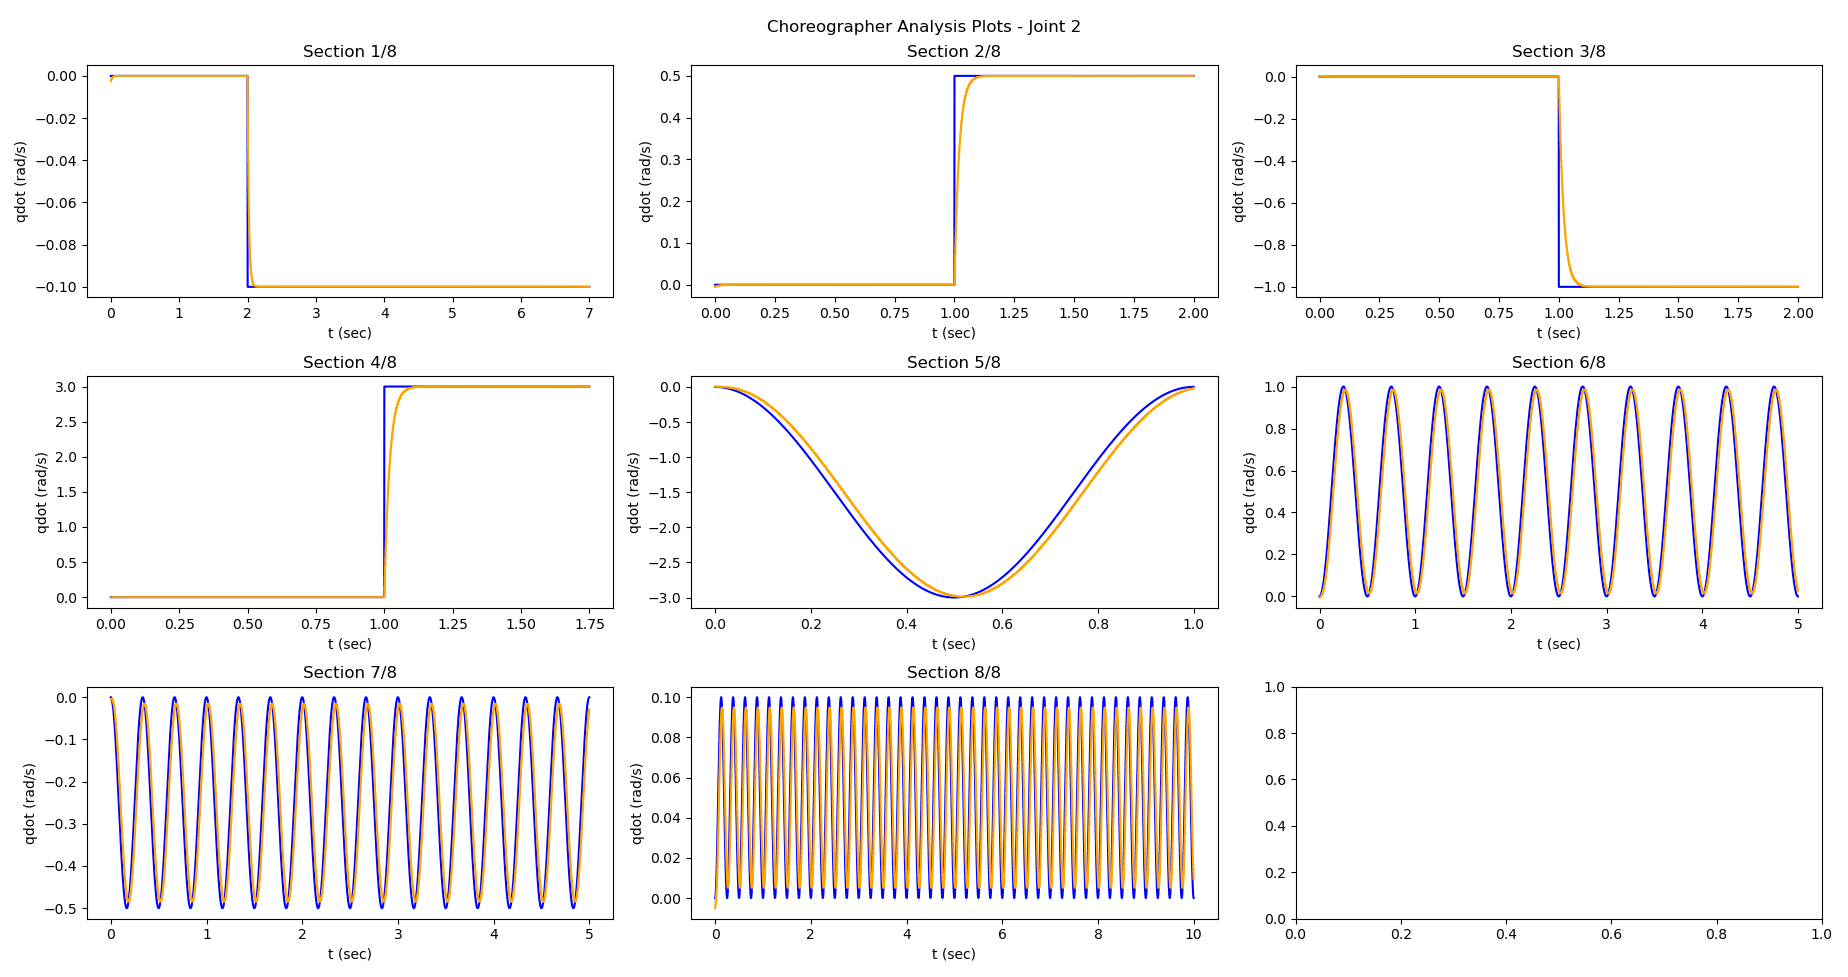 Choreographer Analysis Plots - Joint 2
Section 1/8
0.00
−0.02
−0.04
−0.06
−0.08
−0.10
qdot (rad/s)
0 1 2 3 4 5 6 7
t (sec)
Section 2/8
0.5
0.4
0.3
0.2
0.1
0.0
qdot (rad/s)
0.00 0.25 0.50 0.75 1.00 1.25 1.50 1.75 2.00
t (sec)
Section 3/8
0.0
−0.2
−0.4
−0.6
−0.8
−1.0
qdot (rad/s)
0.00 0.25 0.50 0.75 1.00 1.25 1.50 1.75 2.00
t (sec)
Section 4/8
3.0
2.5
2.0
1.5
1.0
0.5
0.0
qdot (rad/s)
0.00 0.25 0.50 0.75 1.00 1.25 1.50 1.75
t (sec)
Section 5/8
0.0
−0.5
−1.0
−1.5
−2.0
−2.5
−3.0
qdot (rad/s)
0.0 0.2 0.4 0.6 0.8 1.0
t (sec)
Section 6/8
1.0
0.8
0.6
0.4
0.2
0.0
qdot (rad/s)
0 1 2 3 4 5
t (sec)
Section 7/8
0.0
−0.1
−0.2
−0.3
−0.4
−0.5
qdot (rad/s)
0 1 2 3 4 5
t (sec)
Section 8/8
0.10
0.08
0.06
0.04
0.02
0.00
qdot (rad/s)
0 2 4 6 8 10
t (sec)
1.0
0.8
0.6
0.4
0.2
0.0
0.0 0.2 0.4 0.6 0.8 1.0